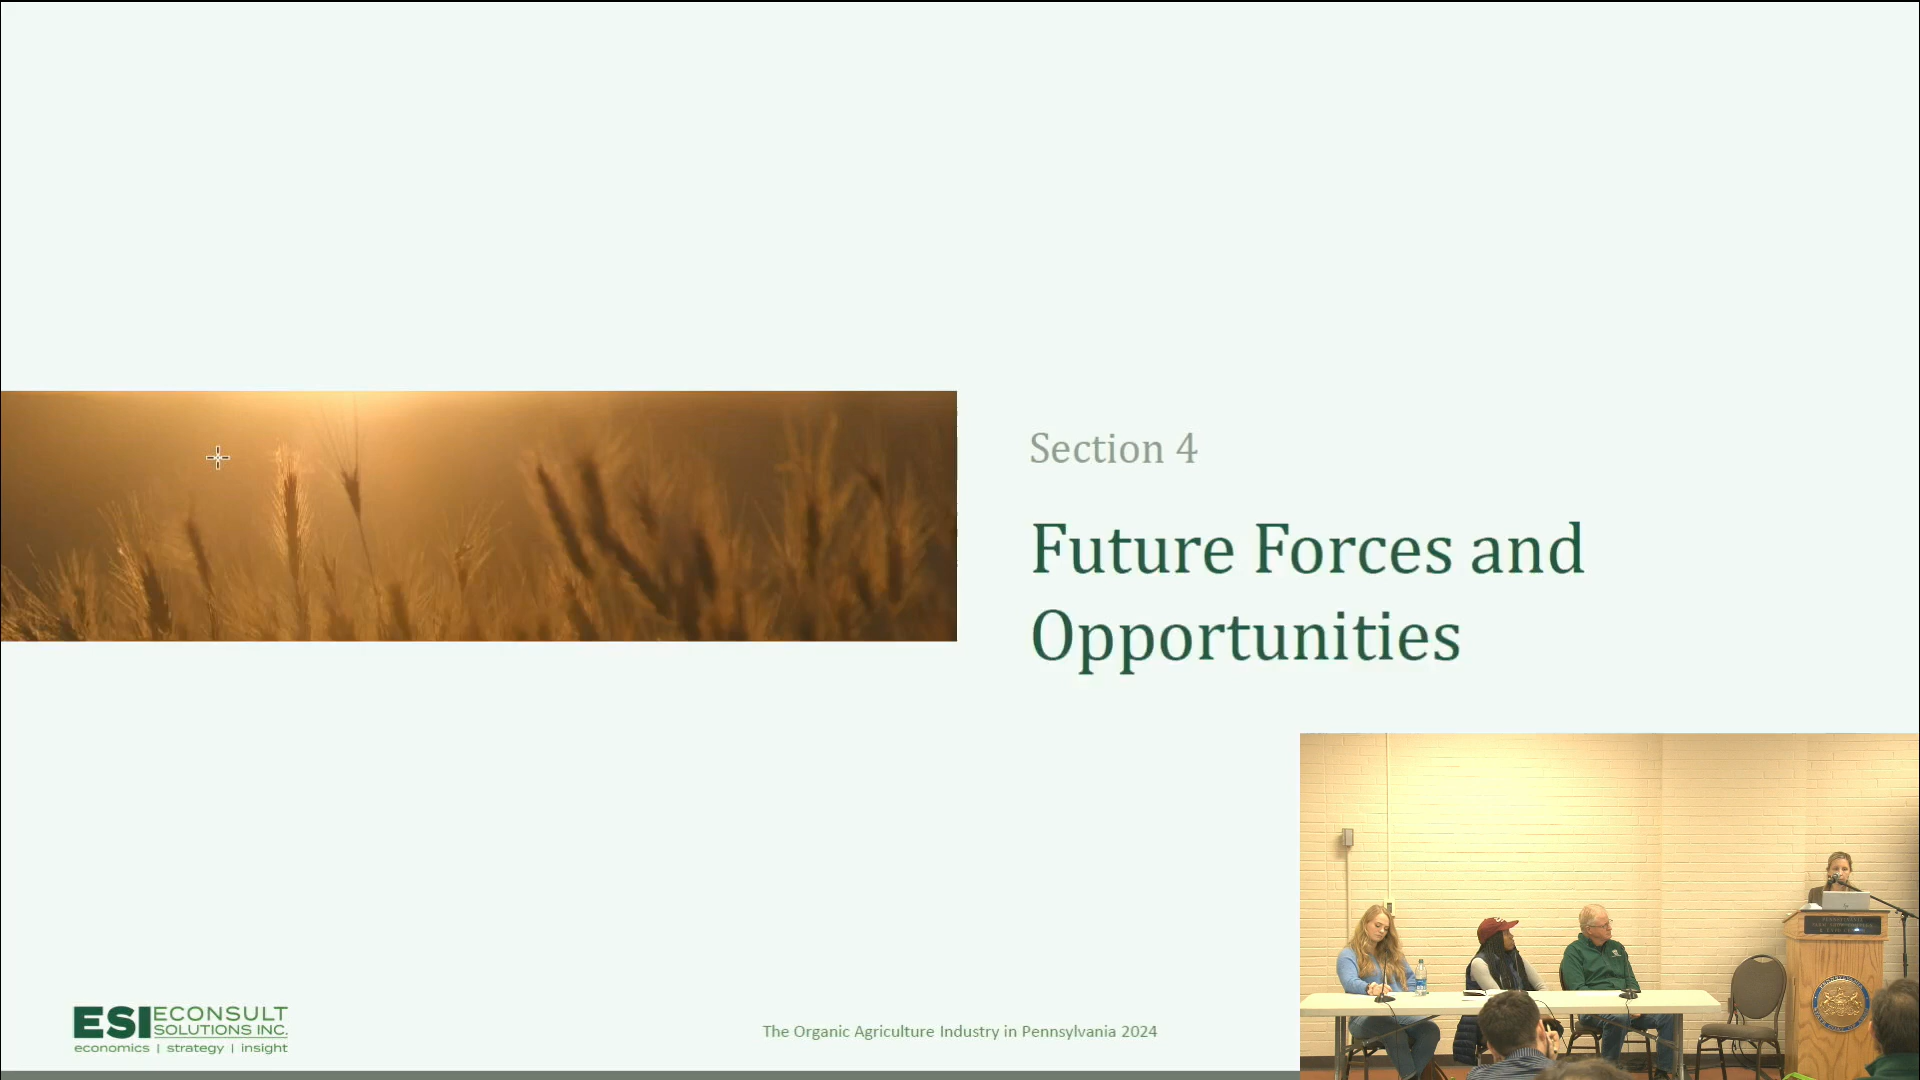 Section 4
Future Forces and
Opportunities
ESI ECONSULT
SOLUTIONS INC.
economics | strategy | insight
The Organic Agriculture Industry in Pennsylvania 2024